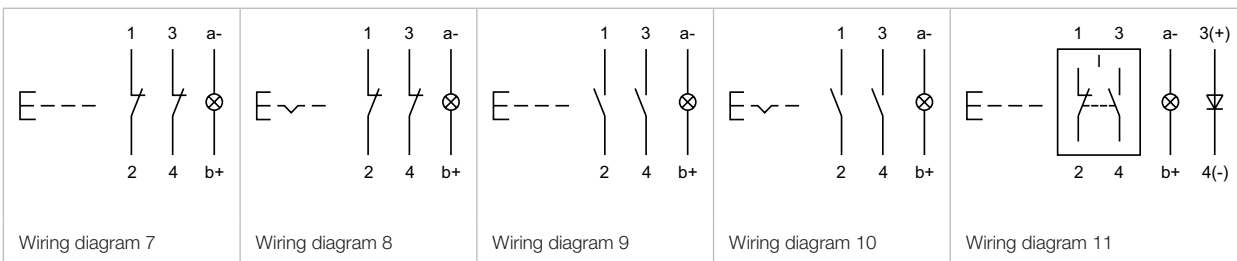 1 3 a-
2 4 b+
Wiring diagram 7
1 3 a-
2 4 b+
Wiring diagram 8
1 3 a-
2 4 b+
Wiring diagram 9
1 3 a-
2 4 b+
Wiring diagram 10
1 3 a- 3(+)
I
2 4 b+ 4(-)
Wiring diagram 11